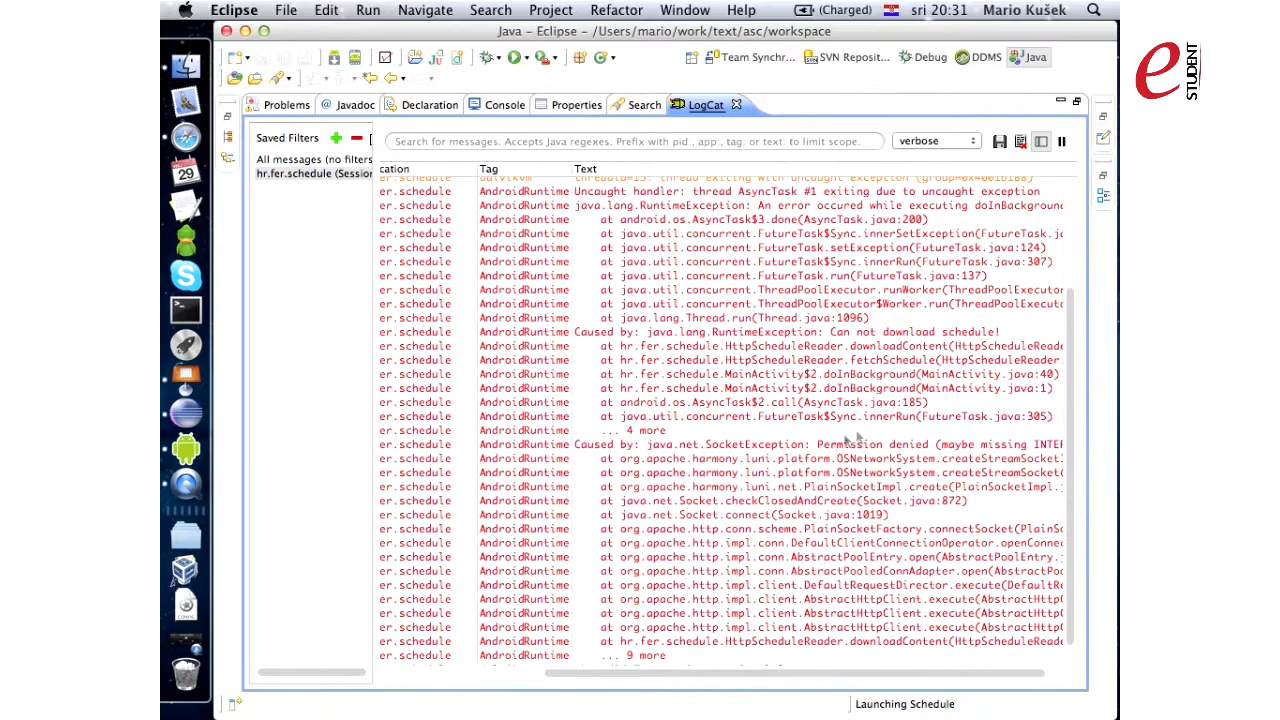 Eclipse File Edit Run Navigate Search Project Refactor Window Help (Charged) sri 20:31 Mario Kušek
Java – Eclipse – /Users/mario/work/text/asc/workspace
Team Synchr... SVN Reposit... Debug DDMS Java
Problems Javadoc Declaration Console Properties Search LogCat
Saved Filters
Search for messages. Accepts Java regexes. Prefix with pid:, app:, tag: or text: to limit scope.
verbose
All messages (no filters
hr.fer.schedule (Session
cation Tag Text
er.schedule dalvikvm threadid=15: thread exiting with uncaught exception (group=0x4001b188)
er.schedule AndroidRuntime Uncaught handler: thread AsyncTask #1 exiting due to uncaught exception
er.schedule AndroidRuntime java.lang.RuntimeException: An error occured while executing doInBackground
er.schedule AndroidRuntime at android.os.AsyncTask$3.done(AsyncTask.java:200)
er.schedule AndroidRuntime at java.util.concurrent.FutureTask$Sync.innerSetException(FutureTask.j
er.schedule AndroidRuntime at java.util.concurrent.FutureTask.setException(FutureTask.java:124)
er.schedule AndroidRuntime at java.util.concurrent.FutureTask$Sync.innerRun(FutureTask.java:307)
er.schedule AndroidRuntime at java.util.concurrent.FutureTask.run(FutureTask.java:137)
er.schedule AndroidRuntime at java.util.concurrent.ThreadPoolExecutor.runWorker(ThreadPoolExecutor
er.schedule AndroidRuntime at java.util.concurrent.ThreadPoolExecutor$Worker.run(ThreadPoolExecuto
er.schedule AndroidRuntime at java.lang.Thread.run(Thread.java:1096)
er.schedule AndroidRuntime Caused by: java.lang.RuntimeException: Can not download schedule!
er.schedule AndroidRuntime at hr.fer.schedule.HttpScheduleReader.downloadContent(HttpScheduleReade
er.schedule AndroidRuntime at hr.fer.schedule.HttpScheduleReader.fetchSchedule(HttpScheduleReader.
er.schedule AndroidRuntime at hr.fer.schedule.MainActivity$2.doInBackground(MainActivity.java:40)
er.schedule AndroidRuntime at hr.fer.schedule.MainActivity$2.doInBackground(MainActivity.java:1)
er.schedule AndroidRuntime at android.os.AsyncTask$2.call(AsyncTask.java:185)
er.schedule AndroidRuntime at java.util.concurrent.FutureTask$Sync.innerRun(FutureTask.java:305)
er.schedule AndroidRuntime ... 4 more
er.schedule AndroidRuntime Caused by: java.net.SocketException: Permission denied (maybe missing INTER
er.schedule AndroidRuntime at org.apache.harmony.luni.platform.OSNetworkSystem.createStreamSocketI
er.schedule AndroidRuntime at org.apache.harmony.luni.platform.OSNetworkSystem.createStreamSocket(
er.schedule AndroidRuntime at org.apache.harmony.luni.net.PlainSocketImpl.create(PlainSocketImpl.j
er.schedule AndroidRuntime at java.net.Socket.checkClosedAndCreate(Socket.java:872)
er.schedule AndroidRuntime at java.net.Socket.connect(Socket.java:1019)
er.schedule AndroidRuntime at org.apache.http.conn.scheme.PlainSocketFactory.connectSocket(PlainSo
er.schedule AndroidRuntime at org.apache.http.impl.conn.DefaultClientConnectionOperator.openConnec
er.schedule AndroidRuntime at org.apache.http.impl.conn.AbstractPoolEntry.open(AbstractPoolEntry.j
er.schedule AndroidRuntime at org.apache.http.impl.conn.AbstractPooledConnAdapter.open(AbstractPoo
er.schedule AndroidRuntime at org.apache.http.impl.client.DefaultRequestDirector.execute(DefaultRe
er.schedule AndroidRuntime at org.apache.http.impl.client.AbstractHttpClient.execute(AbstractHttpC
er.schedule AndroidRuntime at org.apache.http.impl.client.AbstractHttpClient.execute(AbstractHttpC
er.schedule AndroidRuntime at org.apache.http.impl.client.AbstractHttpClient.execute(AbstractHttpC
er.schedule AndroidRuntime at hr.fer.schedule.HttpScheduleReader.downloadContent(HttpScheduleReade
er.schedule AndroidRuntime ... 9 more
Launching Schedule
e STUDENT
29